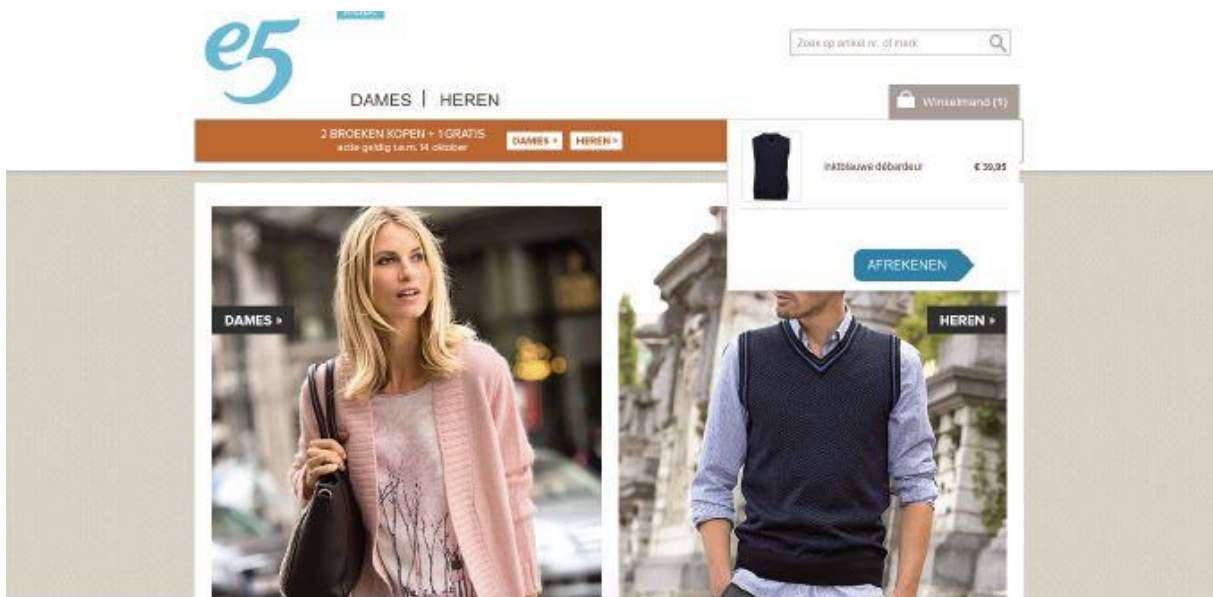 e5
mode
Zoek op artikel nr. of merk
DAMES | HEREN
Winkelmand (1)
2 BROEKEN KOPEN + 1 GRATIS
actie geldig t.e.m. 14 oktober
DAMES »
HEREN »
inktblauwe débardeur
€ 39,95
AFREKENEN
DAMES »
HEREN »